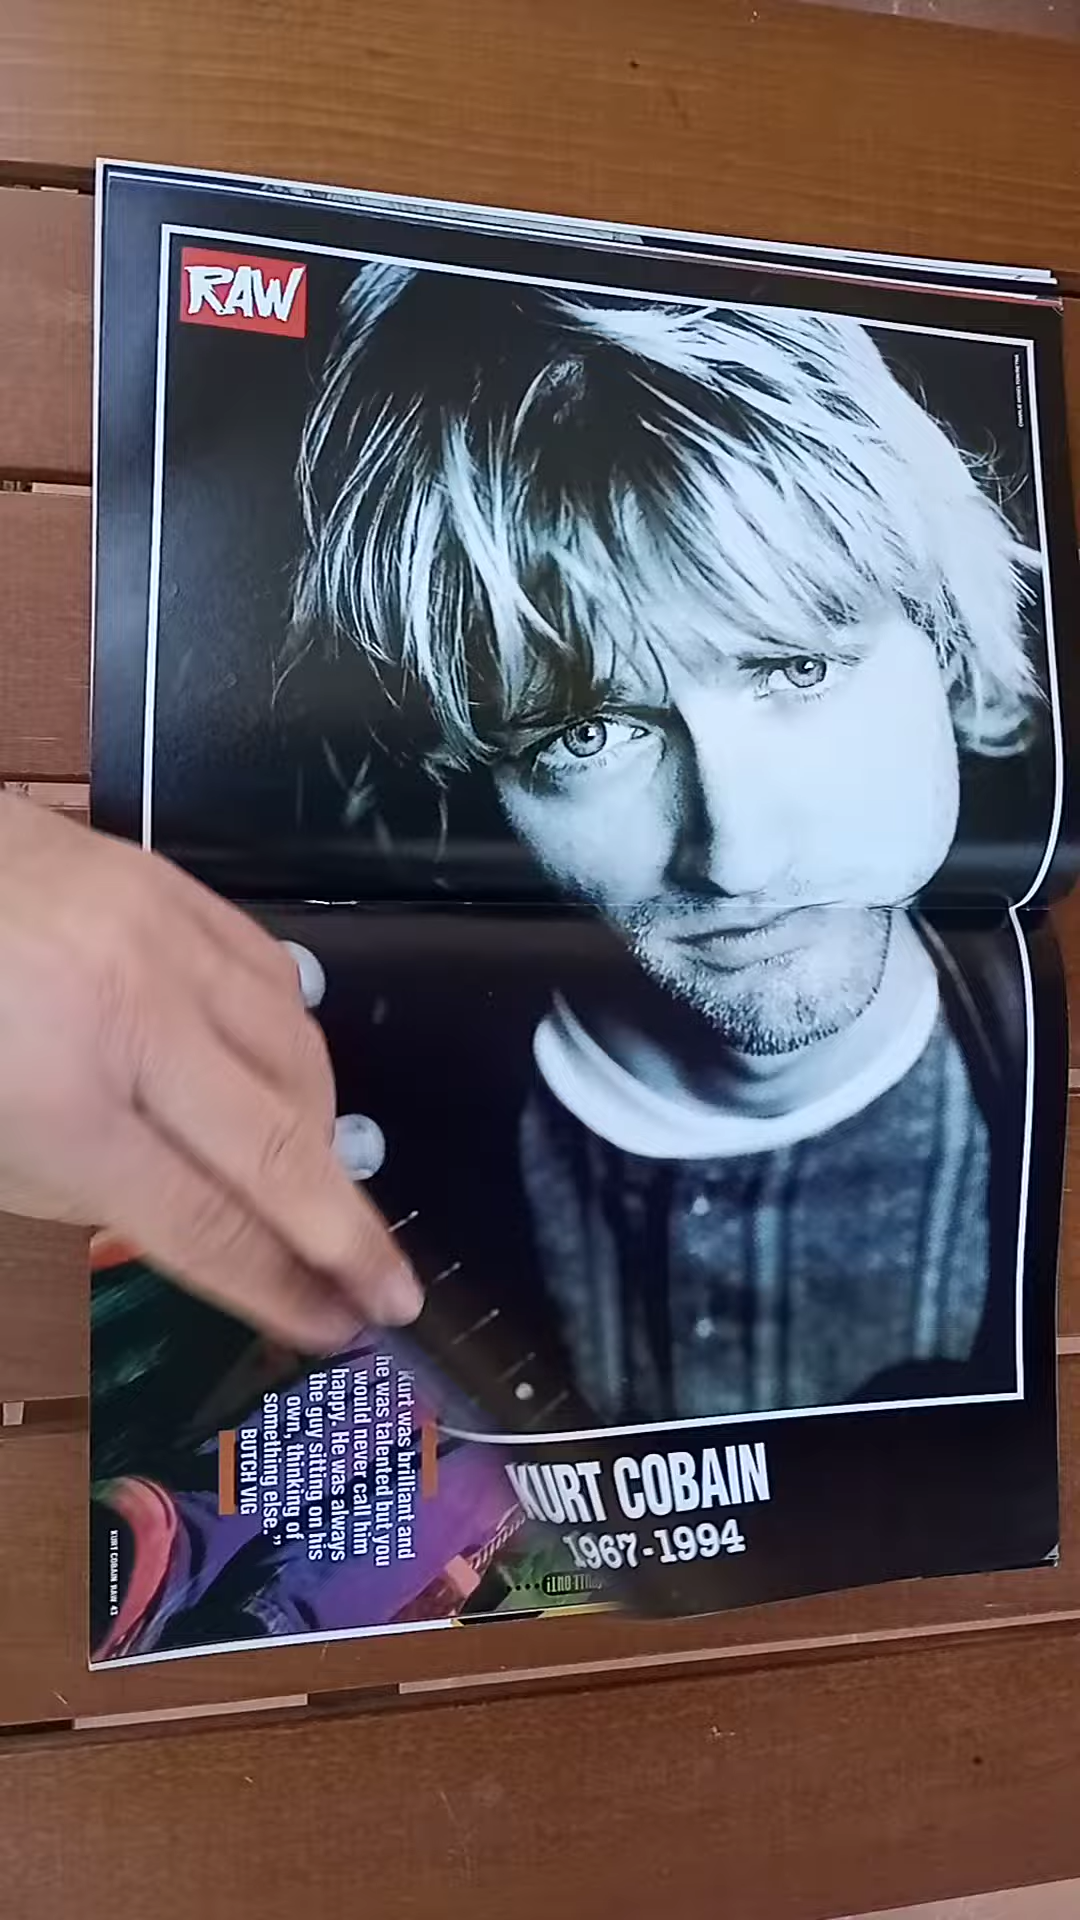 RAW
KURT COBAIN
1967-1994
Kurt was brilliant and
he was talented but you
would never call him
happy. He was always
the guy sitting on his
own, thinking of
something else.”
BUTCH VIG
KURT COBAIN RAW 43